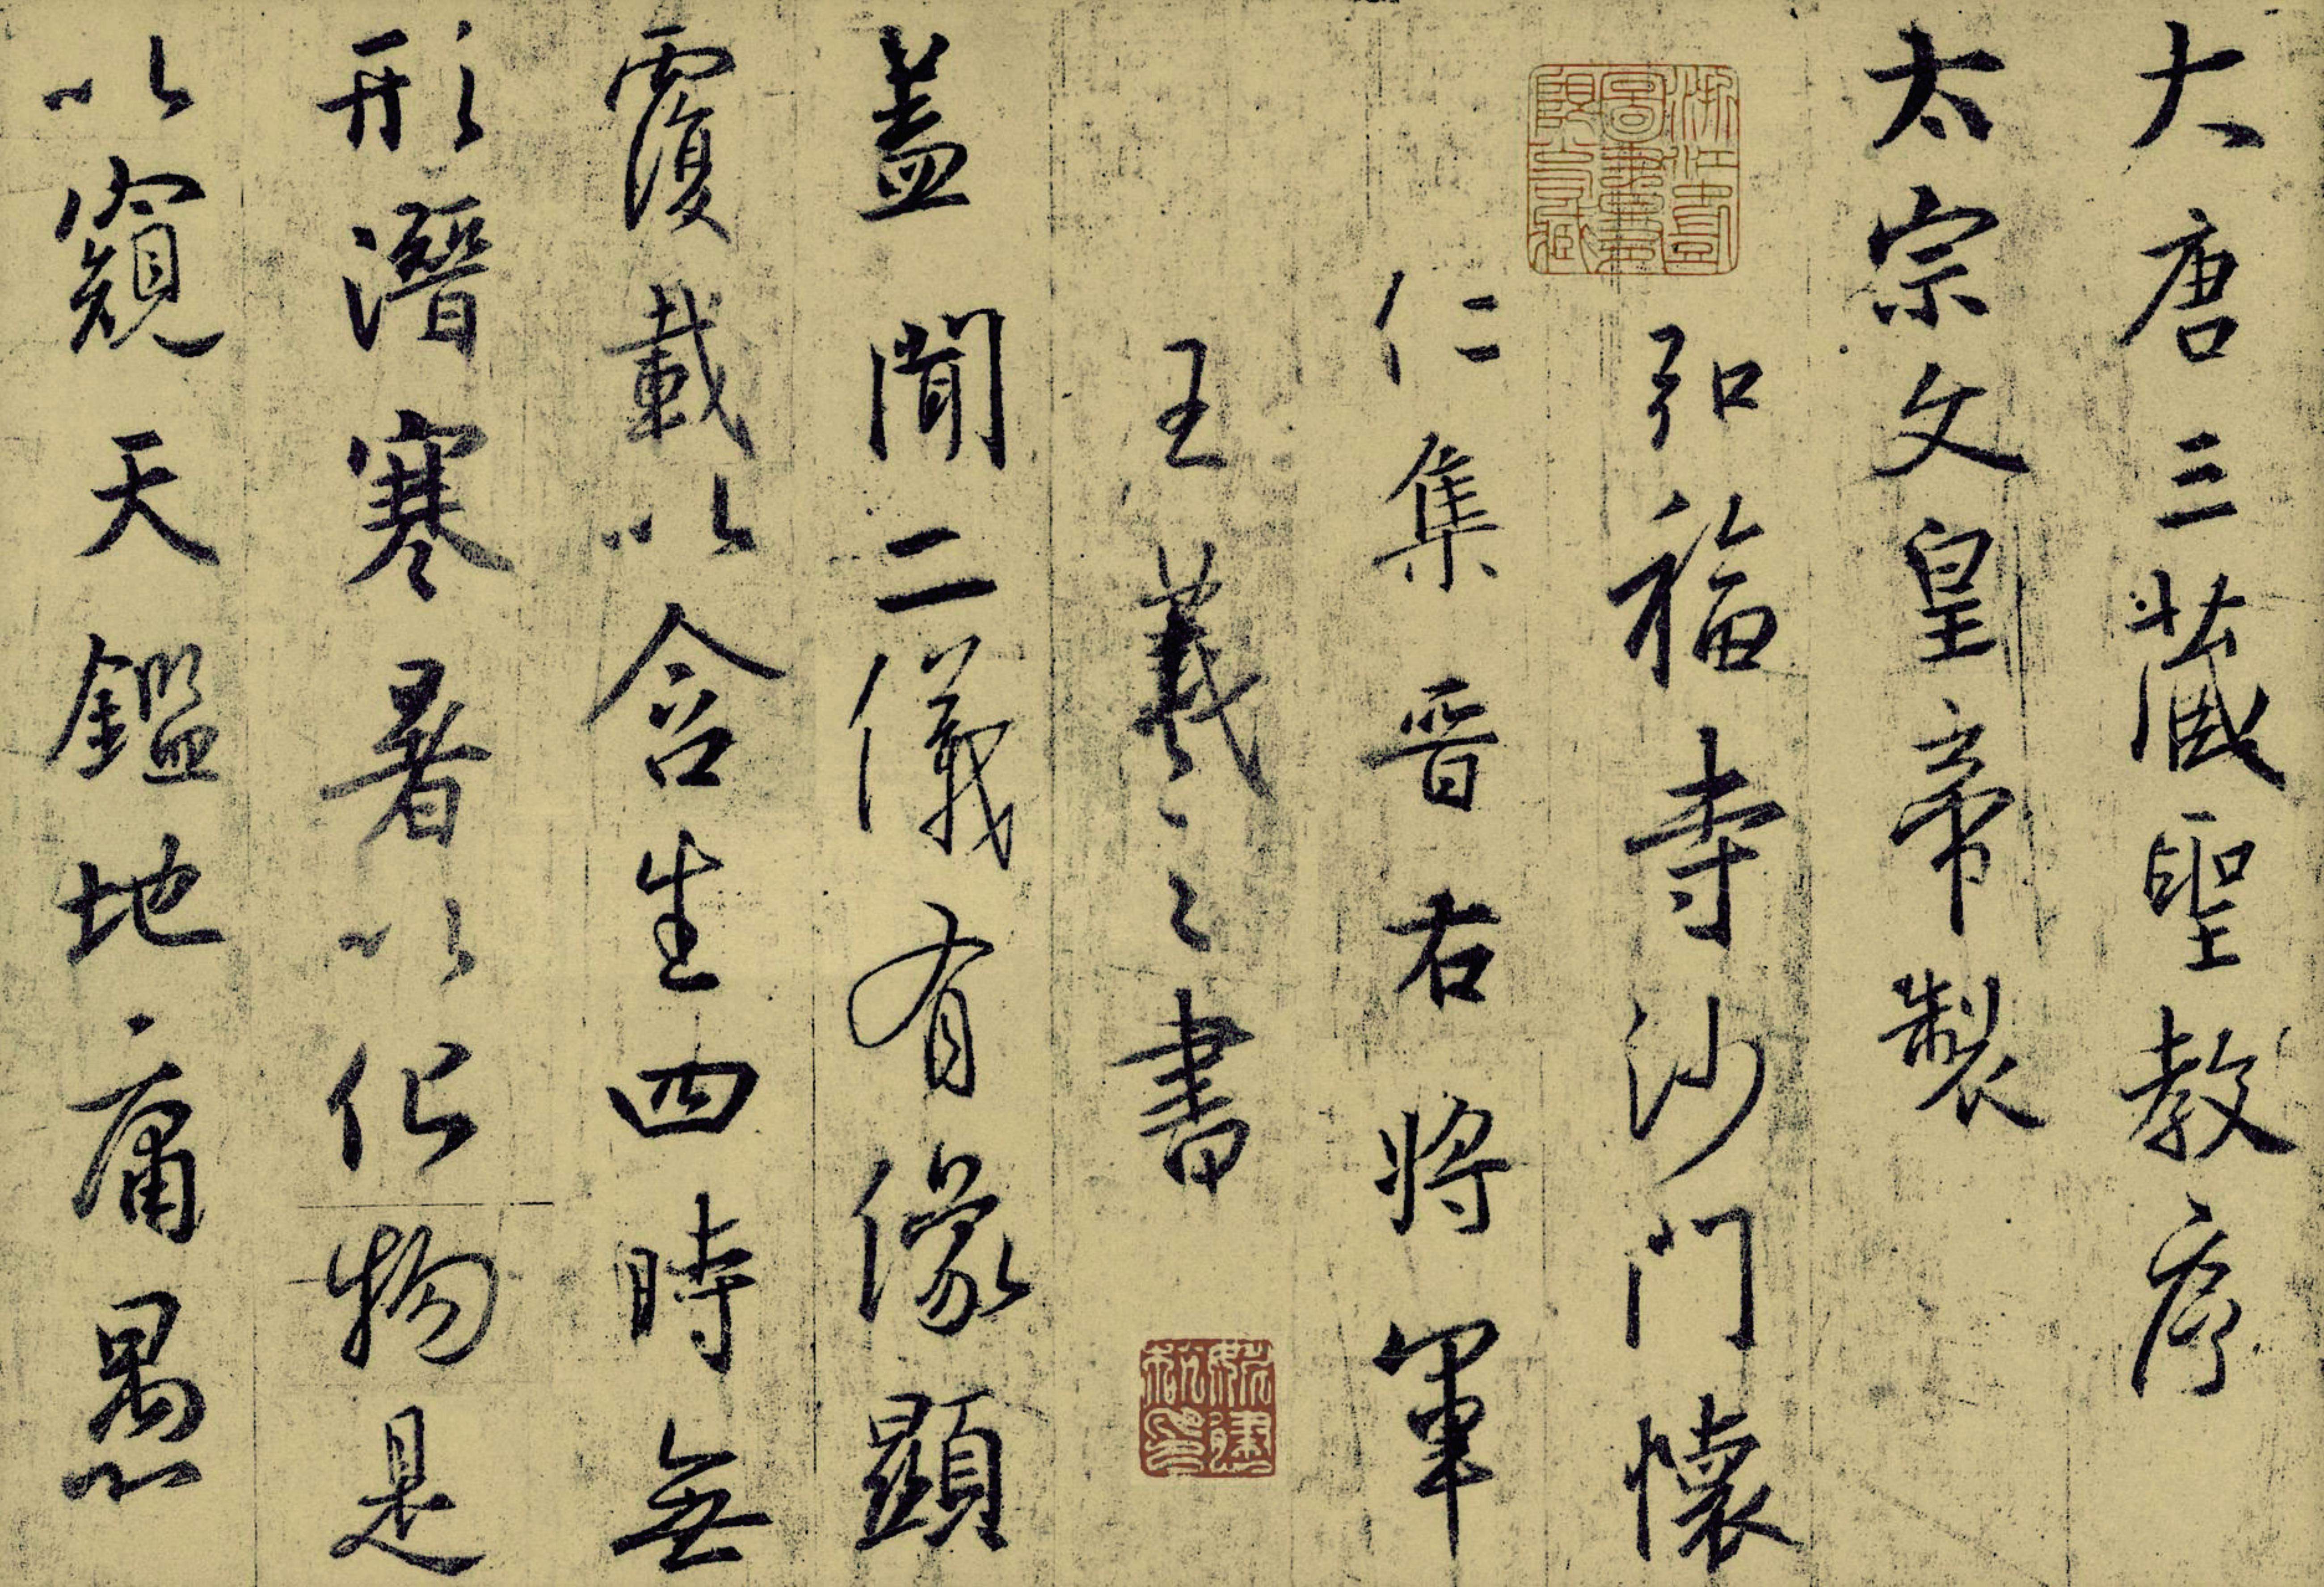 大唐三藏聖教序
太宗文皇帝製
弘福寺沙門懷
仁集晉右將軍
王羲之書
蓋聞二儀有像顯
覆載以含生四時無
形潛寒暑以化物是
以窺天鑑地庸愚